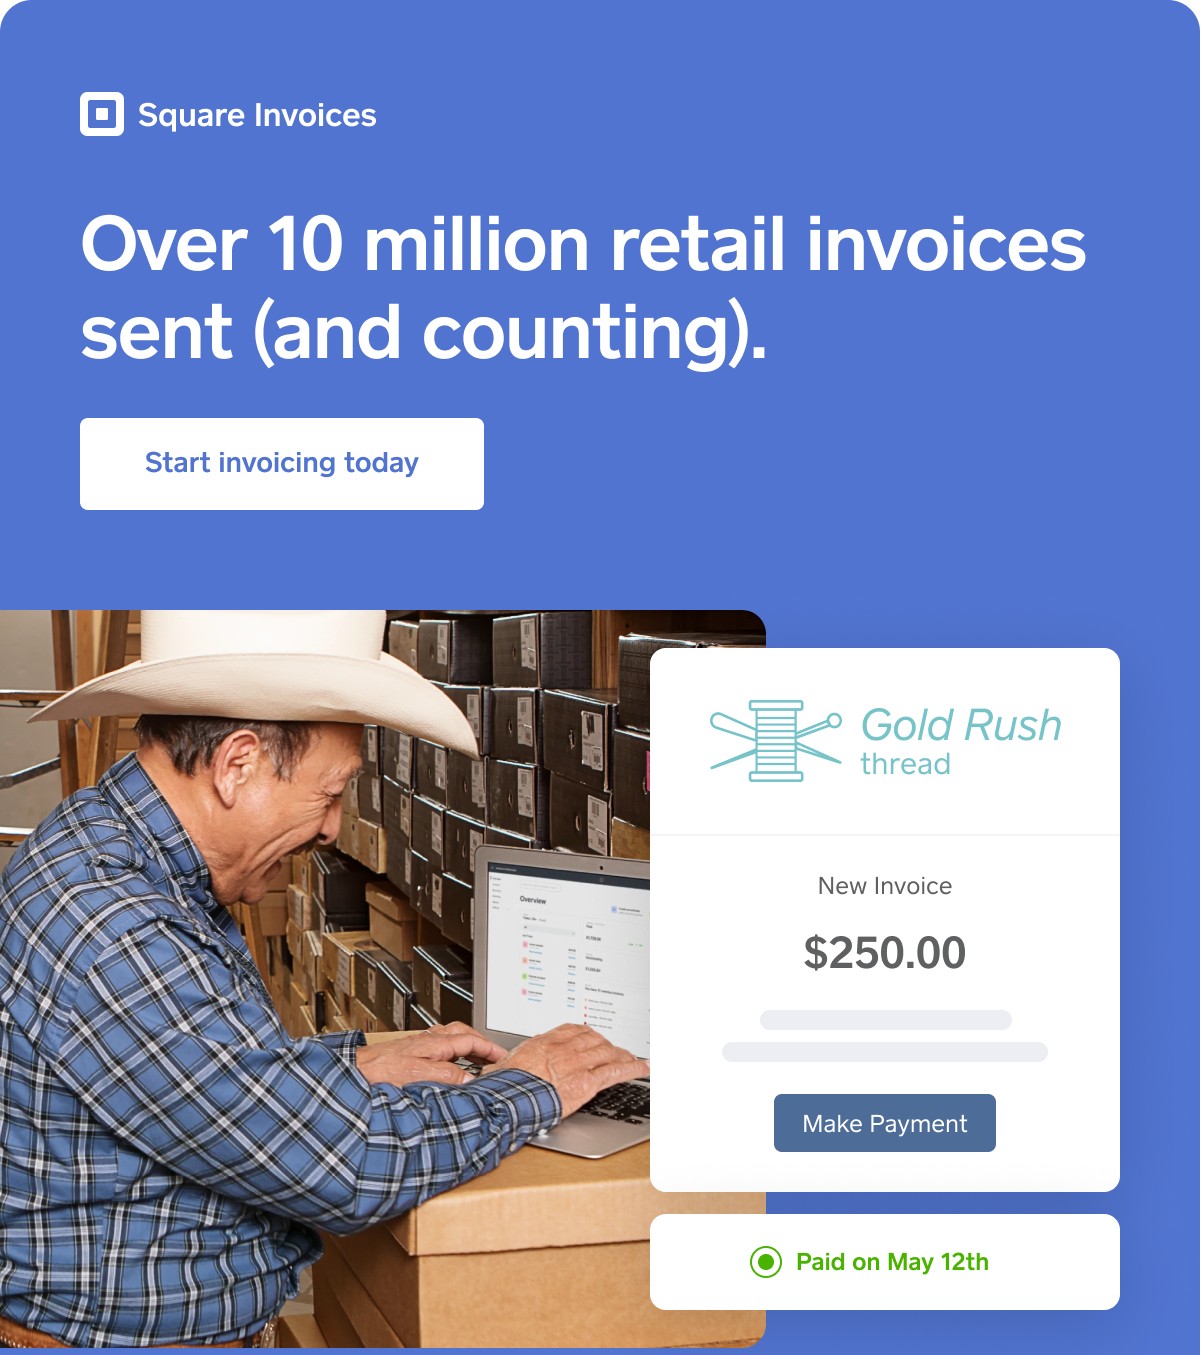 Square Invoices
Over 10 million retail invoices
sent (and counting).
Start invoicing today
Gold Rush
thread
New Invoice
$250.00
Make Payment
Paid on May 12th
Overview